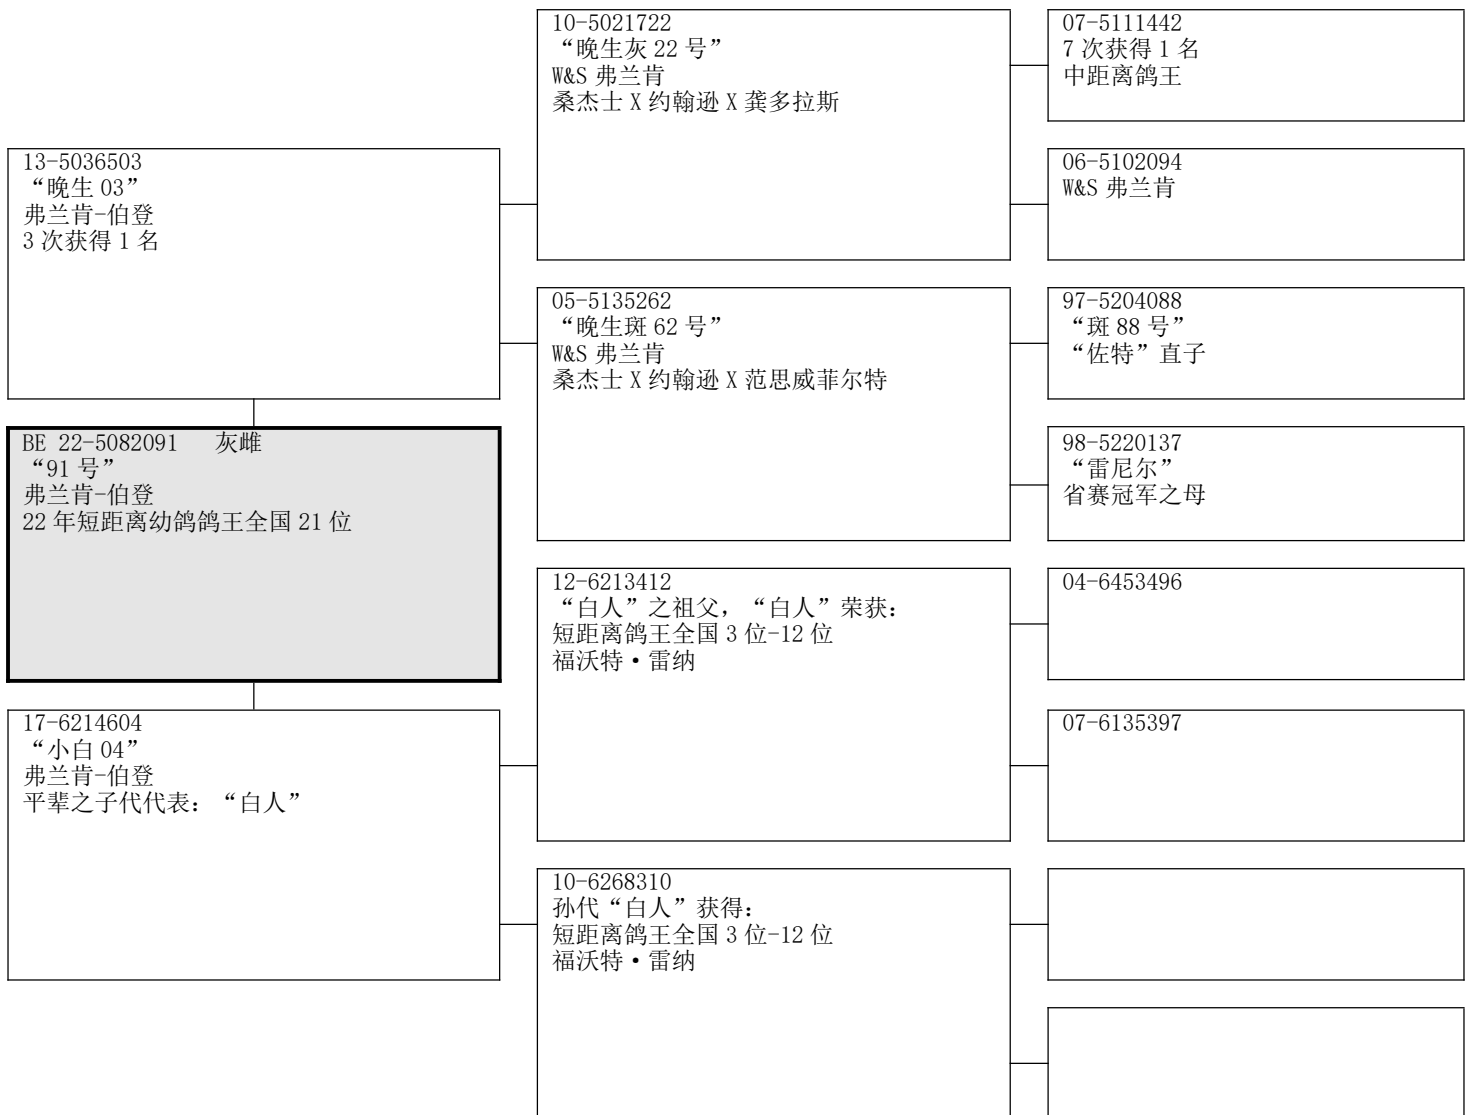 10-5021722
“晚生灰 22 号”
W&S 弗兰肯
桑杰士 X 约翰逊 X 龚多拉斯
07-5111442
7 次获得 1 名
中距离鸽王
13-5036503
“晚生 03”
弗兰肯-伯登
3 次获得 1 名
06-5102094
W&S 弗兰肯
05-5135262
“晚生斑 62 号”
W&S 弗兰肯
桑杰士 X 约翰逊 X 范思威菲尔特
97-5204088
“斑 88 号”
“佐特”直子
BE 22-5082091 灰雌
“91 号”
弗兰肯-伯登
22 年短距离幼鸽鸽王全国 21 位
98-5220137
“雷尼尔”
省赛冠军之母
12-6213412
“白人”之祖父，“白人”荣获：
短距离鸽王全国 3 位-12 位
福沃特•雷纳
04-6453496
17-6214604
“小白 04”
弗兰肯-伯登
平辈之子代代表：“白人”
07-6135397
10-6268310
孙代“白人”获得：
短距离鸽王全国 3 位-12 位
福沃特•雷纳